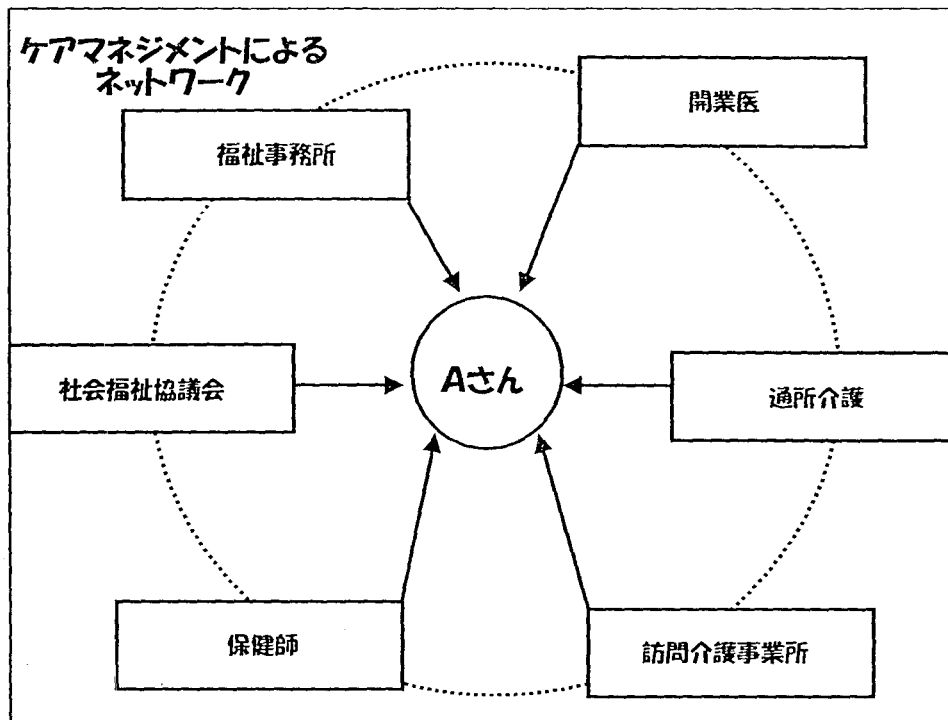 ケアマネジメントによる
ネットワーク
開業医
福祉事務所
Aさん
社会福祉協議会
通所介護
保健師
訪問介護事業所